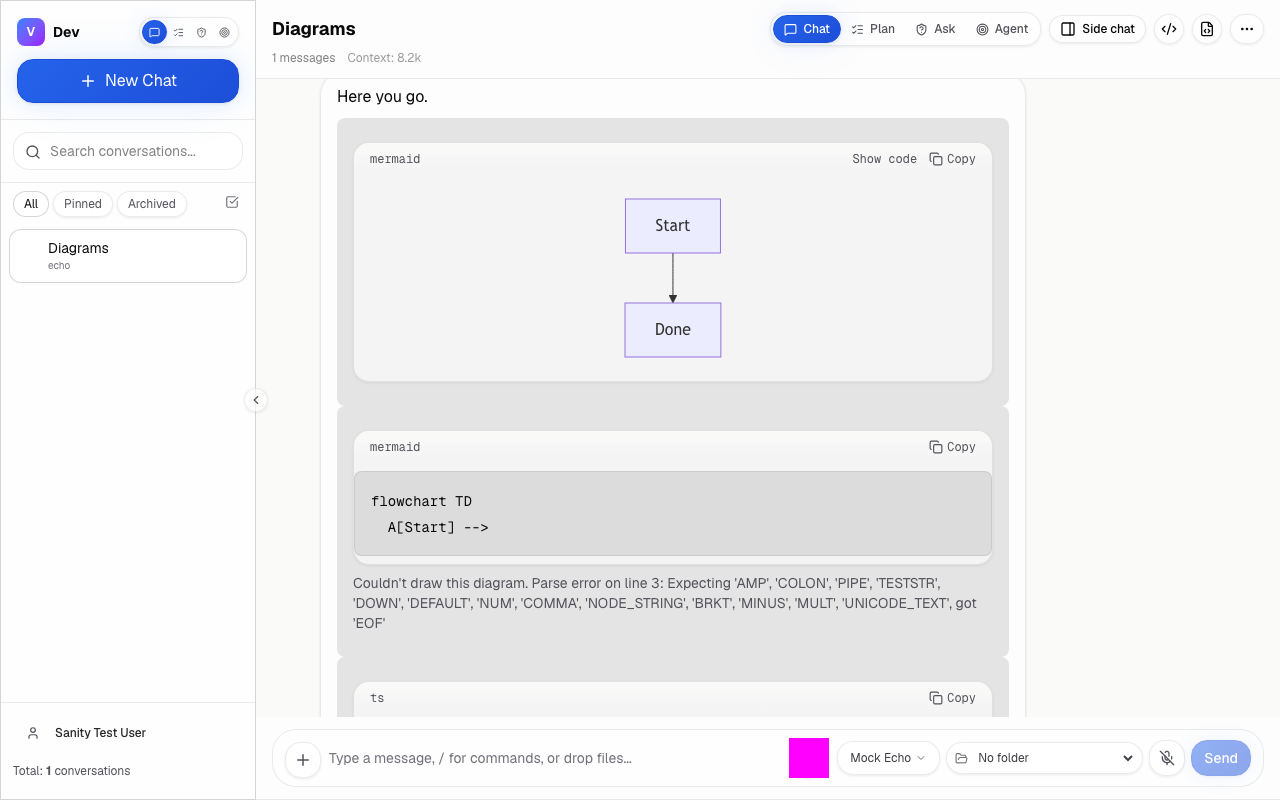 V Dev
New Chat
Search conversations...
All Pinned Archived
Diagrams
echo
Sanity Test User
Total: 1 conversations
Diagrams
1 messages Context: 8.2k
Chat Plan Ask Agent Side chat
Here you go.
mermaid Show code Copy
Start
Done
mermaid Copy
flowchart TD
  A[Start] -->
Couldn't draw this diagram. Parse error on line 3: Expecting 'AMP', 'COLON', 'PIPE', 'TESTSTR',
'DOWN', 'DEFAULT', 'NUM', 'COMMA', 'NODE_STRING', 'BRKT', 'MINUS', 'MULT', 'UNICODE_TEXT', got
'EOF'
ts Copy
Type a message, / for commands, or drop files... Mock Echo No folder Send